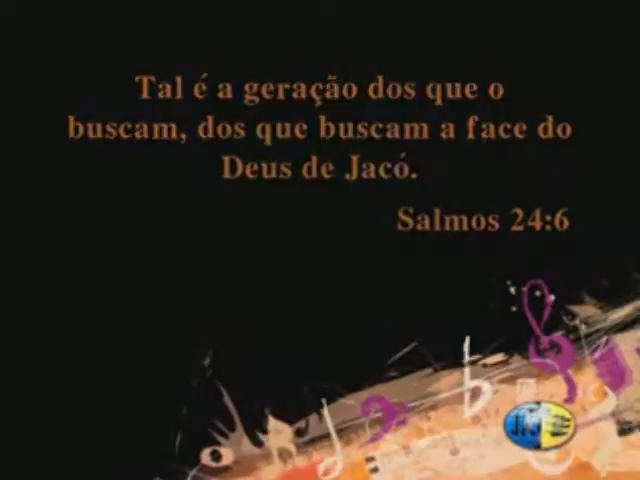 Tal é a geração dos que o
buscam, dos que buscam a face do
Deus de Jacó.
Salmos 24:6